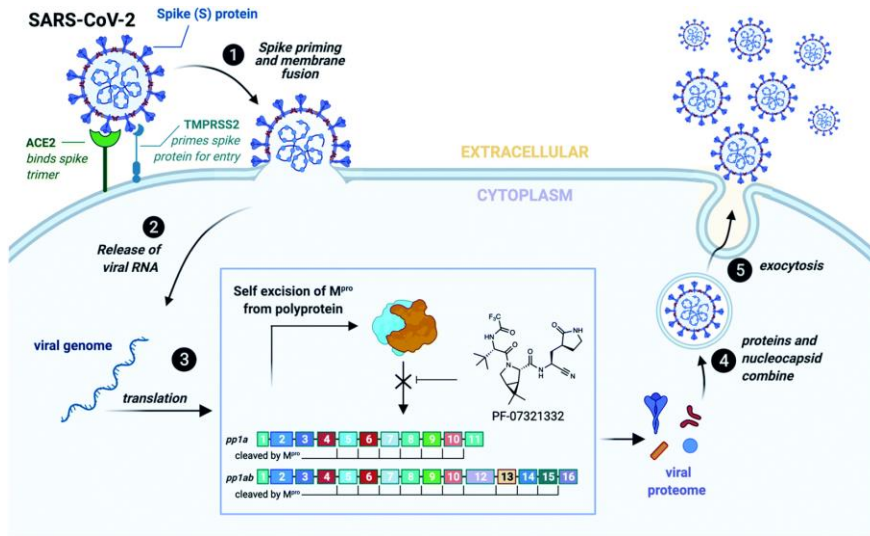 SARS-CoV-2
Spike (S) protein
1
Spike priming
and membrane
fusion
ACE2
binds spike
trimer
TMPRSS2
primes spike
protein for entry
EXTRACELLULAR
CYTOPLASM
2
Release of
viral RNA
viral genome
3
translation
Self excision of Mpro
from polyprotein
F3C
O
HN
O
N
O
N
H
N
O
NH
PF-07321332
pp1a 1 2 3 4 5 6 7 8 9 10 11
cleaved by Mpro
pp1ab 1 2 3 4 5 6 7 8 9 10 12 13 14 15 16
cleaved by Mpro
viral
proteome
4
proteins and
nucleocapsid
combine
5
exocytosis